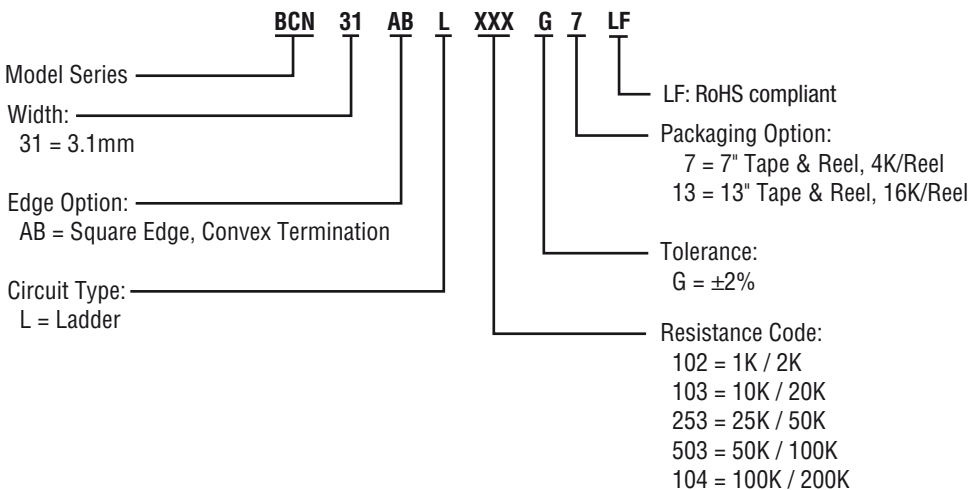 BCN 31 AB L XXX G 7 LF
Model Series
Width:
31 = 3.1mm
Edge Option:
AB = Square Edge, Convex Termination
Circuit Type:
L = Ladder
LF: RoHS compliant
Packaging Option:
7 = 7" Tape & Reel, 4K/Reel
13 = 13" Tape & Reel, 16K/Reel
Tolerance:
G = ±2%
Resistance Code:
102 = 1K / 2K
103 = 10K / 20K
253 = 25K / 50K
503 = 50K / 100K
104 = 100K / 200K